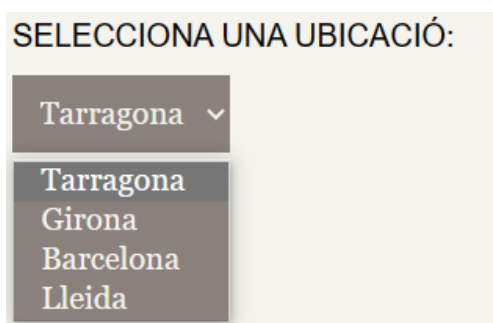 SELECCIONA UNA UBICACIÓ:
Tarragona
Tarragona
Girona
Barcelona
Lleida